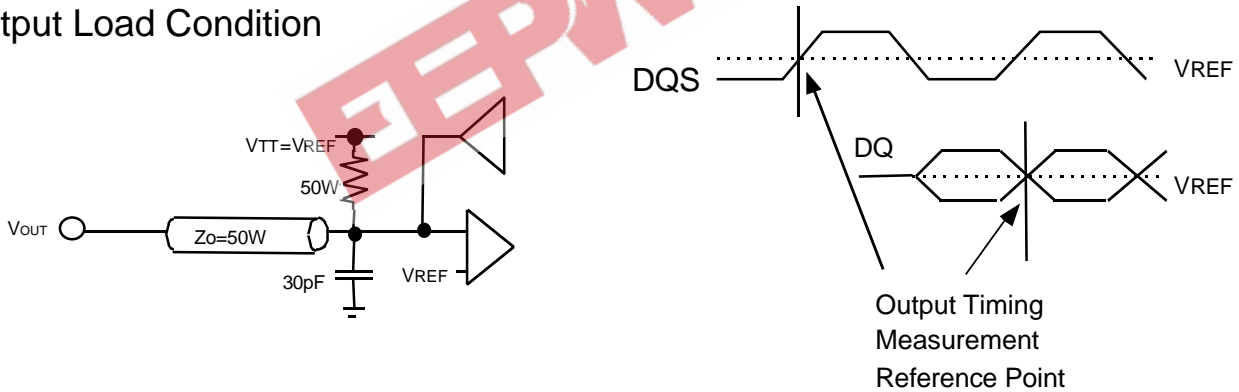 tput Load Condition
EEPW
VTT=VREF
50W
VOUT
Zo=50W
30pF
VREF
DQS
VREF
DQ
VREF
Output Timing
Measurement
Reference Point